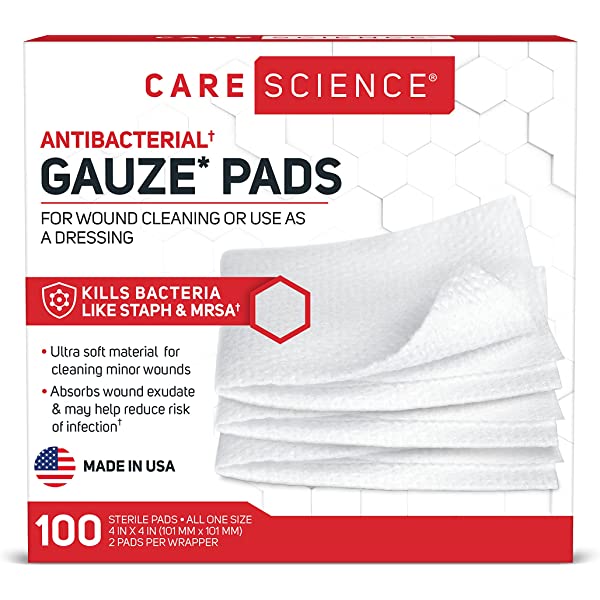 CARE SCIENCE®
ANTIBACTERIAL†
GAUZE* PADS
FOR WOUND CLEANING OR USE AS
A DRESSING
KILLS BACTERIA
LIKE STAPH & MRSA†
• Ultra soft material for
cleaning minor wounds
• Absorbs wound exudate
& may help reduce risk
of infection†
MADE IN USA
100
STERILE PADS • ALL ONE SIZE
4 IN X 4 IN (101 MM x 101 MM)
2 PADS PER WRAPPER